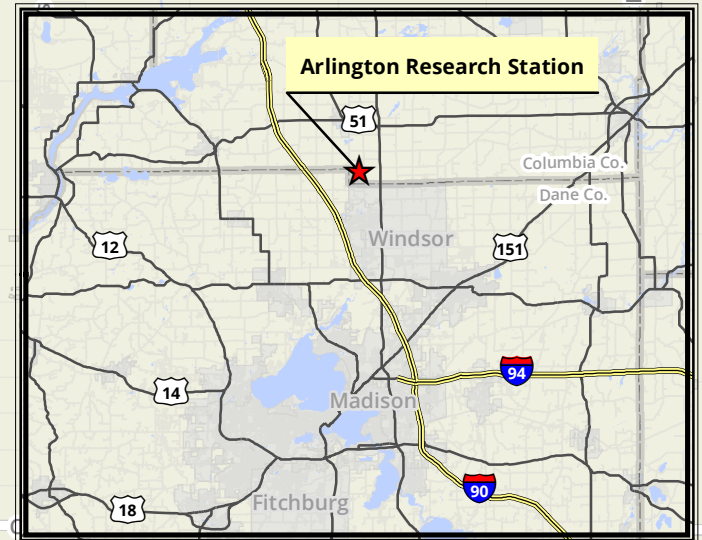 Arlington Research Station
51
Columbia Co.
Dane Co.
Windsor
12
151
94
14
Madison
90
18
Fitchburg